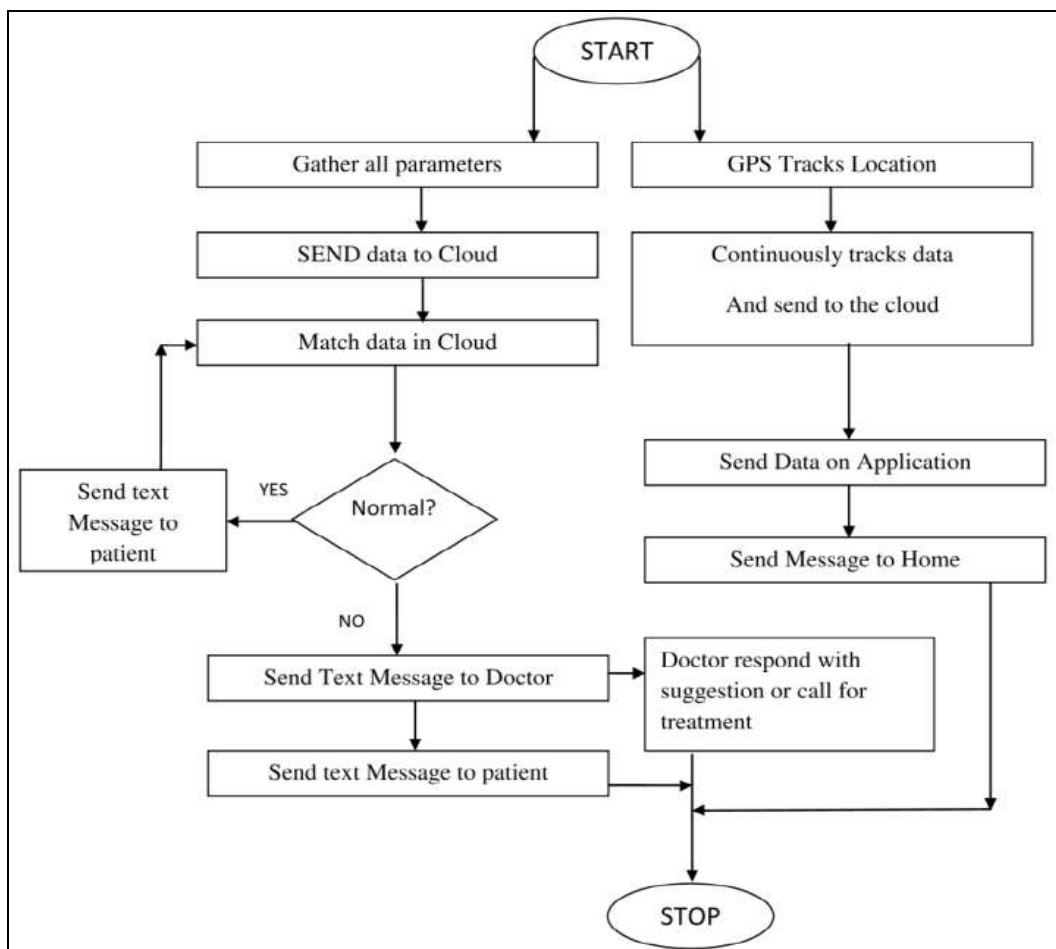 START
Gather all parameters
GPS Tracks Location
SEND data to Cloud
Continuously tracks data
And send to the cloud
Match data in Cloud
Send Data on Application
Send text
Message to
patient
YES
Normal?
Send Message to Home
NO
Send Text Message to Doctor
Doctor respond with
suggestion or call for
treatment
Send text Message to patient
STOP